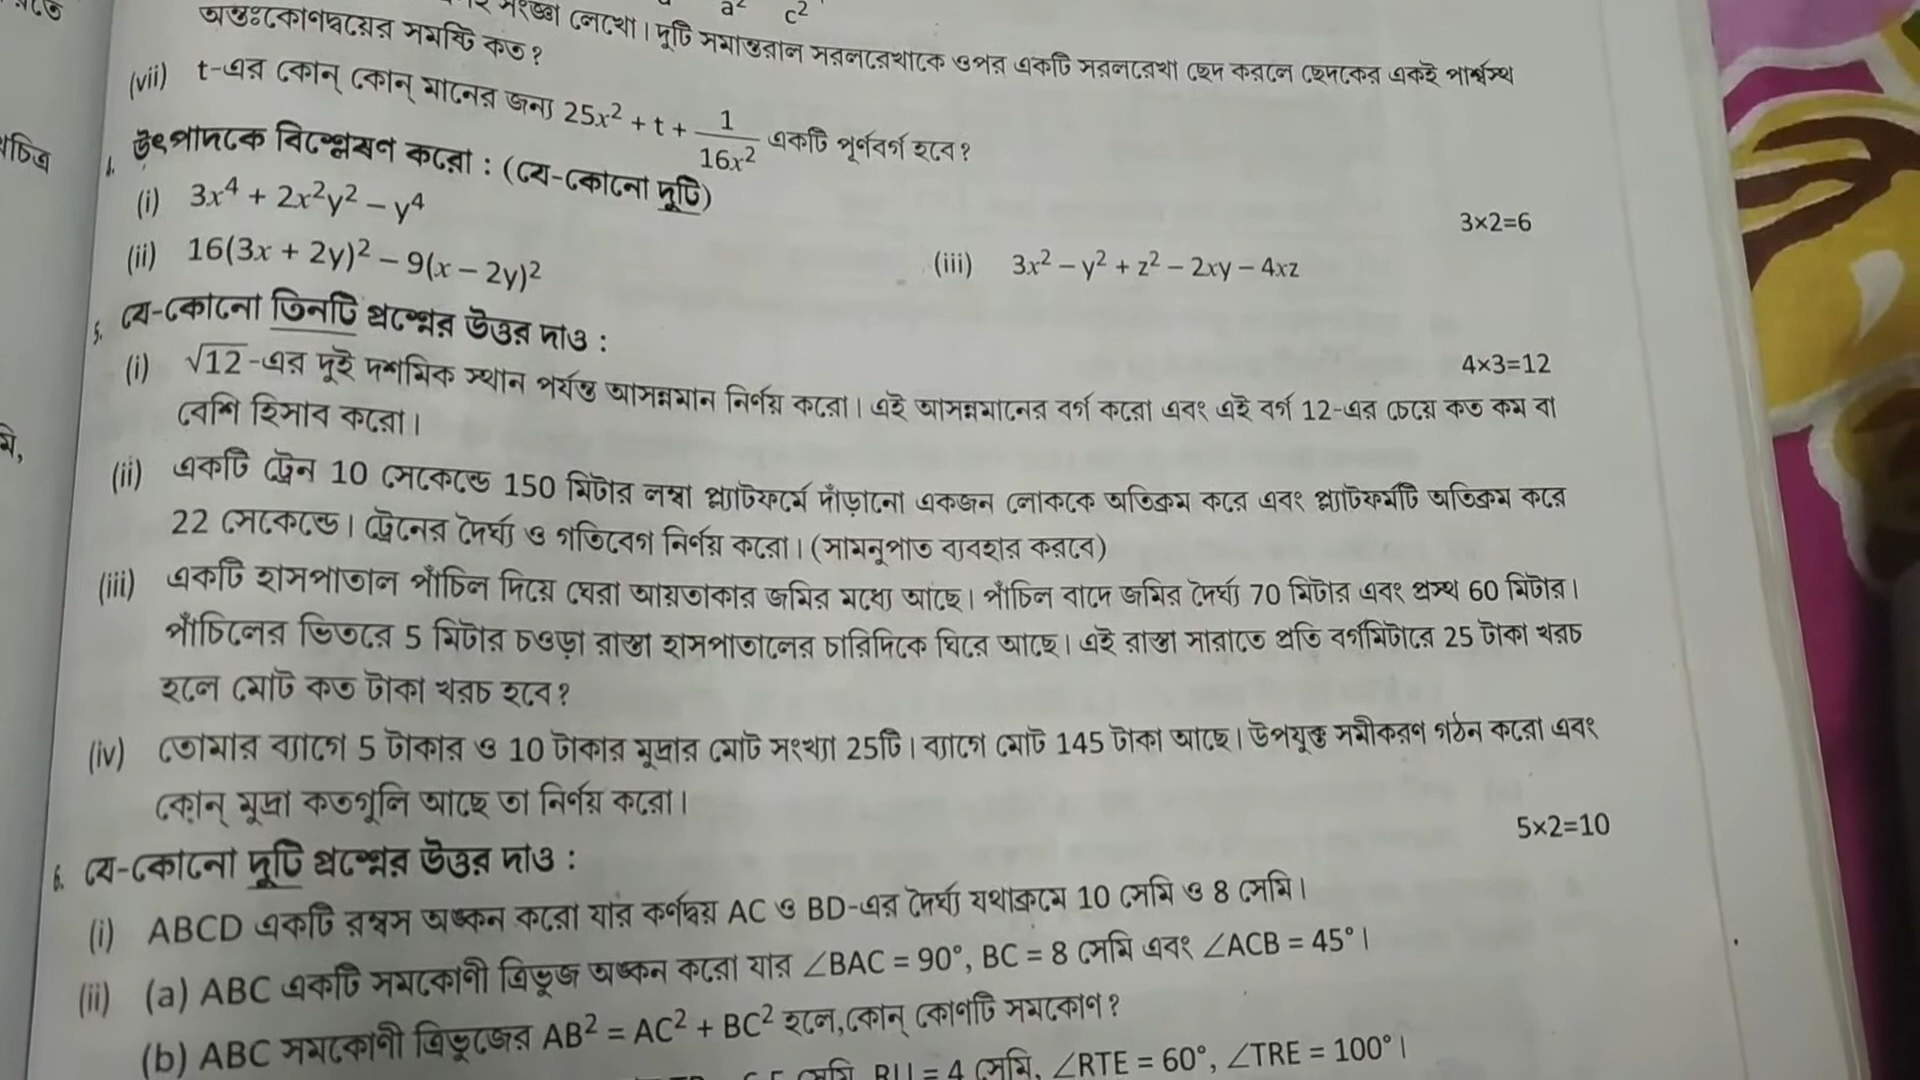 a² c²
সংজ্ঞা লেখো। দুটি সমান্তরাল সরলরেখাকে ওপর একটি সরলরেখা ছেদ করলে ছেদকের একই পার্শ্বস্থ
অন্তঃকোণদ্বয়ের সমষ্টি কত?
(vii) t-এর কোন্ কোন্ মানের জন্য 25x² + t + 1/16x² একটি পূর্ণবর্গ হবে?
উৎপাদকে বিশ্লেষণ করো : (যে-কোনো দুটি) 3×2=6
(i) 3x⁴ + 2x²y² – y⁴
(ii) 16(3x + 2y)² – 9(x – 2y)² (iii) 3x² – y² + z² – 2xy – 4xz
5. যে-কোনো তিনটি প্রশ্নের উত্তর দাও : 4×3=12
(i) √12-এর দুই দশমিক স্থান পর্যন্ত আসন্নমান নির্ণয় করো। এই আসন্নমানের বর্গ করো এবং এই বর্গ 12-এর চেয়ে কত কম বা
বেশি হিসাব করো।
(ii) একটি ট্রেন 10 সেকেন্ডে 150 মিটার লম্বা প্ল্যাটফর্মে দাঁড়ানো একজন লোককে অতিক্রম করে এবং প্ল্যাটফর্মটি অতিক্রম করে
22 সেকেন্ডে। ট্রেনের দৈর্ঘ্য ও গতিবেগ নির্ণয় করো। (সামনুপাত ব্যবহার করবে)
(iii) একটি হাসপাতাল পাঁচিল দিয়ে ঘেরা আয়তাকার জমির মধ্যে আছে। পাঁচিল বাদে জমির দৈর্ঘ্য 70 মিটার এবং প্রস্থ 60 মিটার।
পাঁচিলের ভিতরে 5 মিটার চওড়া রাস্তা হাসপাতালের চারিদিকে ঘিরে আছে। এই রাস্তা সারাতে প্রতি বর্গমিটারে 25 টাকা খরচ
হলে মোট কত টাকা খরচ হবে?
(iv) তোমার ব্যাগে 5 টাকার ও 10 টাকার মুদ্রার মোট সংখ্যা 25টি। ব্যাগে মোট 145 টাকা আছে। উপযুক্ত সমীকরণ গঠন করো এবং
কোন্ মুদ্রা কতগুলি আছে তা নির্ণয় করো।
6. যে-কোনো দুটি প্রশ্নের উত্তর দাও : 5×2=10
(i) ABCD একটি রম্বস অঙ্কন করো যার কর্ণদ্বয় AC ও BD-এর দৈর্ঘ্য যথাক্রমে 10 সেমি ও 8 সেমি।
(ii) (a) ABC একটি সমকোণী ত্রিভুজ অঙ্কন করো যার ∠BAC = 90°, BC = 8 সেমি এবং ∠ACB = 45°।
(b) ABC সমকোণী ত্রিভুজের AB² = AC² + BC² হলে, কোন্ কোণটি সমকোণ?
সেমি, ∠RTE = 60°, ∠TRE = 100°।